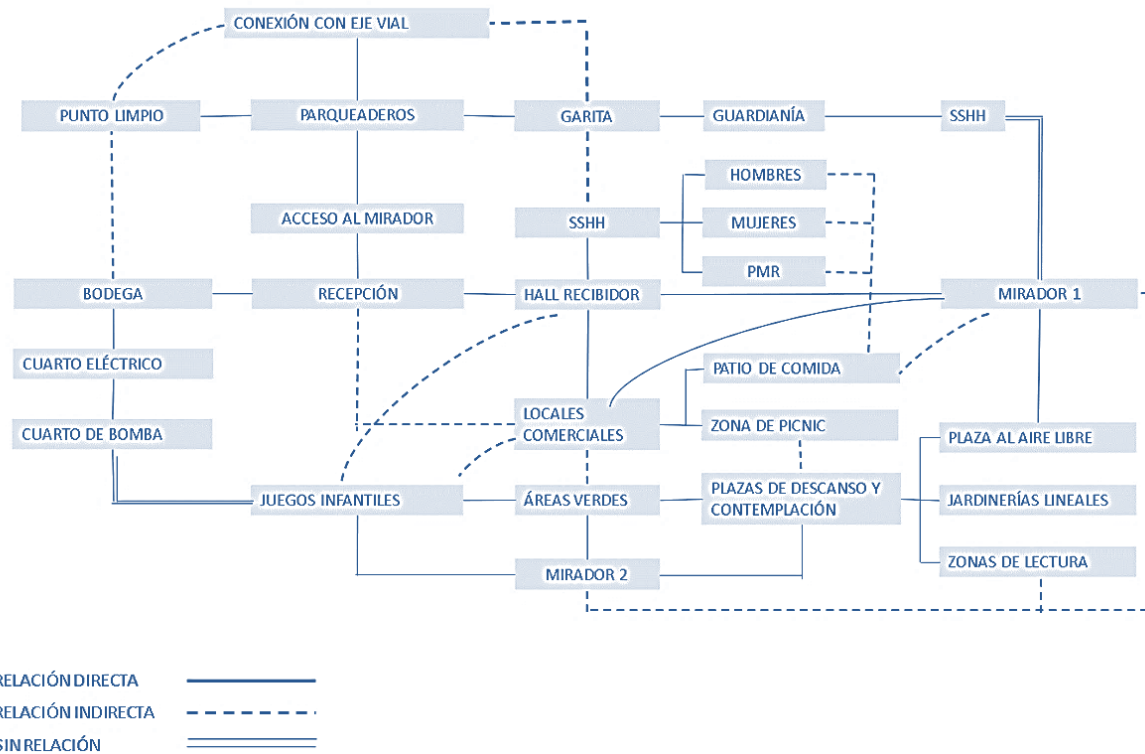 CONEXIÓN CON EJE VIAL
PUNTO LIMPIO
PARQUEADEROS
GARITA
GUARDIANÍA
SSHH
HOMBRES
ACCESO AL MIRADOR
SSHH
MUJERES
PMR
BODEGA
RECEPCIÓN
HALL RECIBIDOR
MIRADOR 1
CUARTO ELÉCTRICO
PATIO DE COMIDA
CUARTO DE BOMBA
LOCALES
COMERCIALES
ZONA DE PICNIC
PLAZA AL AIRE LIBRE
JUEGOS INFANTILES
ÁREAS VERDES
PLAZAS DE DESCANSO Y
CONTEMPLACIÓN
JARDINERÍAS LINEALES
MIRADOR 2
ZONAS DE LECTURA
RELACIÓN DIRECTA
RELACIÓN INDIRECTA
SIN RELACIÓN